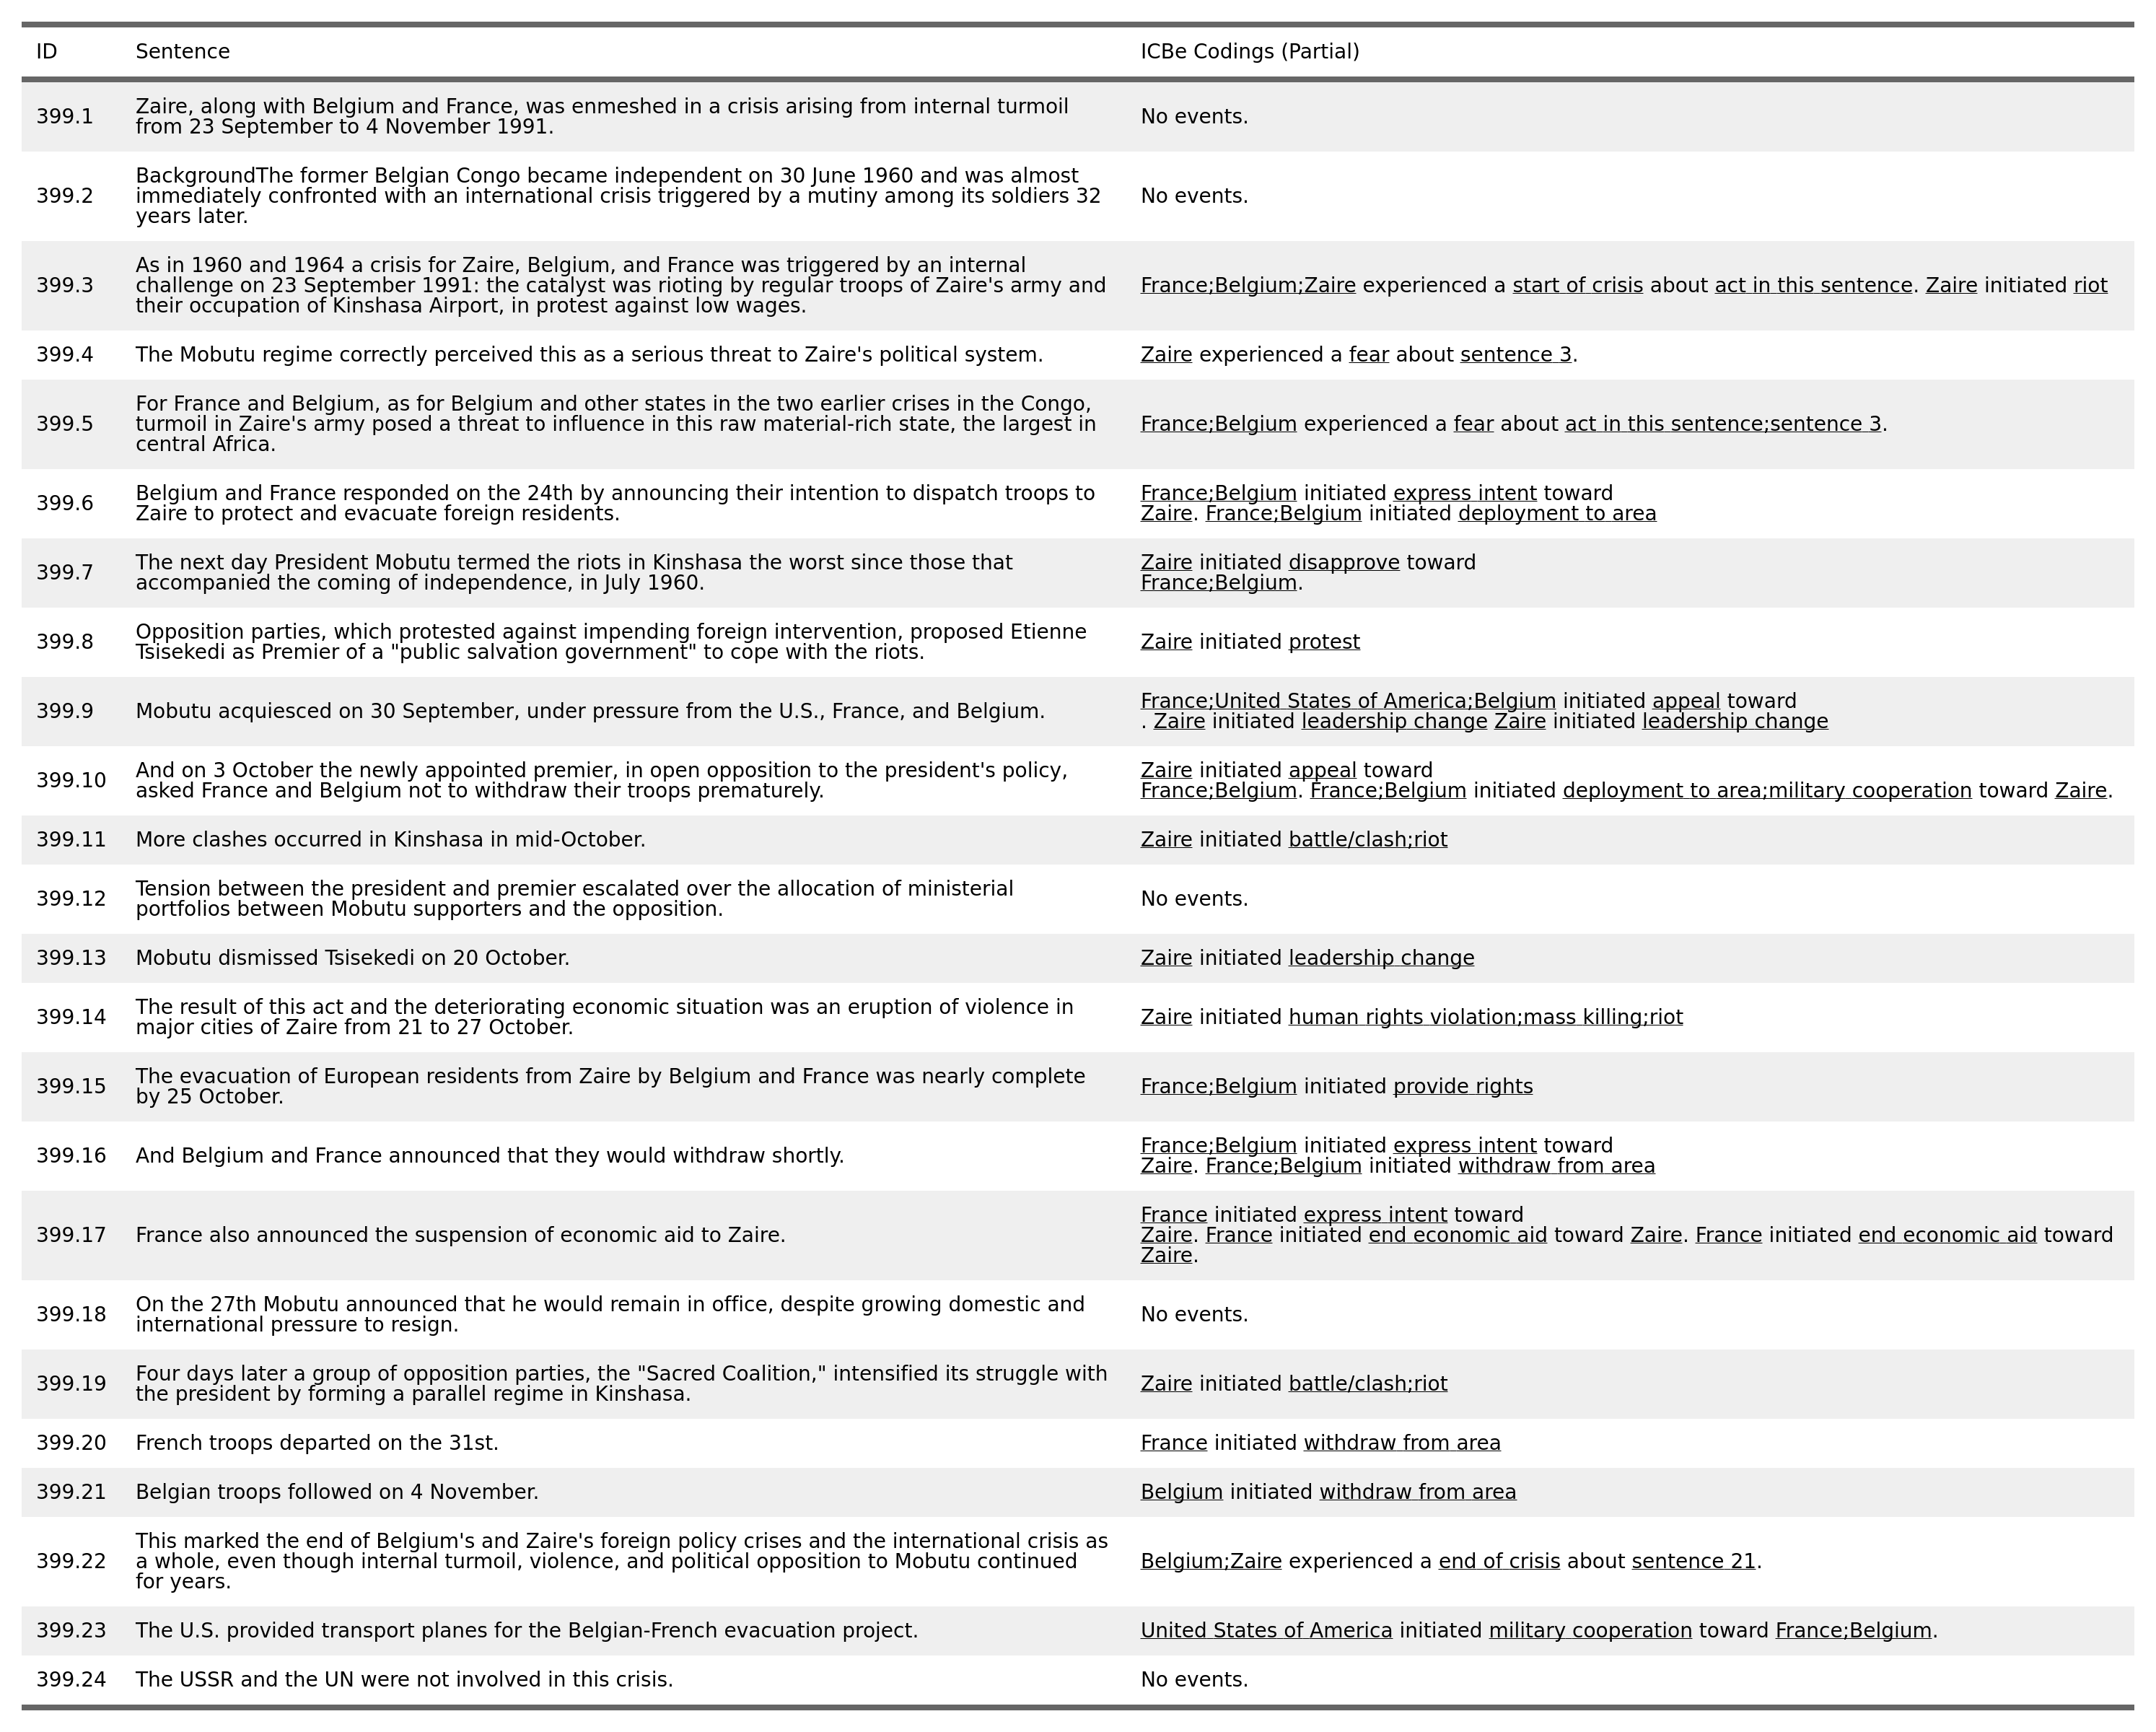 ID Sentence ICBe Codings (Partial)
399.1 Zaire, along with Belgium and France, was enmeshed in a crisis arising from internal turmoil
from 23 September to 4 November 1991. No events.
399.2 BackgroundThe former Belgian Congo became independent on 30 June 1960 and was almost
immediately confronted with an international crisis triggered by a mutiny among its soldiers 32
years later. No events.
399.3 As in 1960 and 1964 a crisis for Zaire, Belgium, and France was triggered by an internal
challenge on 23 September 1991: the catalyst was rioting by regular troops of Zaire's army and
their occupation of Kinshasa Airport, in protest against low wages.
France;Belgium;Zaire experienced a start of crisis about act in this sentence. Zaire initiated riot
399.4 The Mobutu regime correctly perceived this as a serious threat to Zaire's political system. Zaire experienced a fear about sentence 3.
399.5 For France and Belgium, as for Belgium and other states in the two earlier crises in the Congo,
turmoil in Zaire's army posed a threat to influence in this raw material-rich state, the largest in
central Africa.
France;Belgium experienced a fear about act in this sentence;sentence 3.
399.6 Belgium and France responded on the 24th by announcing their intention to dispatch troops to
Zaire to protect and evacuate foreign residents.
France;Belgium initiated express intent toward
Zaire. France;Belgium initiated deployment to area
399.7 The next day President Mobutu termed the riots in Kinshasa the worst since those that
accompanied the coming of independence, in July 1960.
Zaire initiated disapprove toward
France;Belgium.
399.8 Opposition parties, which protested against impending foreign intervention, proposed Etienne
Tsisekedi as Premier of a "public salvation government" to cope with the riots.
Zaire initiated protest
399.9 Mobutu acquiesced on 30 September, under pressure from the U.S., France, and Belgium.
France;United States of America;Belgium initiated appeal toward
. Zaire initiated leadership change Zaire initiated leadership change
399.10 And on 3 October the newly appointed premier, in open opposition to the president's policy,
asked France and Belgium not to withdraw their troops prematurely.
Zaire initiated appeal toward
France;Belgium. France;Belgium initiated deployment to area;military cooperation toward Zaire.
399.11 More clashes occurred in Kinshasa in mid-October. Zaire initiated battle/clash;riot
399.12 Tension between the president and premier escalated over the allocation of ministerial
portfolios between Mobutu supporters and the opposition.
No events.
399.13 Mobutu dismissed Tsisekedi on 20 October. Zaire initiated leadership change
399.14 The result of this act and the deteriorating economic situation was an eruption of violence in
major cities of Zaire from 21 to 27 October.
Zaire initiated human rights violation;mass killing;riot
399.15 The evacuation of European residents from Zaire by Belgium and France was nearly complete
by 25 October.
France;Belgium initiated provide rights
399.16 And Belgium and France announced that they would withdraw shortly.
France;Belgium initiated express intent toward
Zaire. France;Belgium initiated withdraw from area
399.17 France also announced the suspension of economic aid to Zaire.
France initiated express intent toward
Zaire. France initiated end economic aid toward Zaire. France initiated end economic aid toward
Zaire.
399.18 On the 27th Mobutu announced that he would remain in office, despite growing domestic and
international pressure to resign.
No events.
399.19 Four days later a group of opposition parties, the "Sacred Coalition," intensified its struggle with
the president by forming a parallel regime in Kinshasa.
Zaire initiated battle/clash;riot
399.20 French troops departed on the 31st. France initiated withdraw from area
399.21 Belgian troops followed on 4 November. Belgium initiated withdraw from area
399.22 This marked the end of Belgium's and Zaire's foreign policy crises and the international crisis as
a whole, even though internal turmoil, violence, and political opposition to Mobutu continued
for years.
Belgium;Zaire experienced a end of crisis about sentence 21.
399.23 The U.S. provided transport planes for the Belgian-French evacuation project. United States of America initiated military cooperation toward France;Belgium.
399.24 The USSR and the UN were not involved in this crisis. No events.